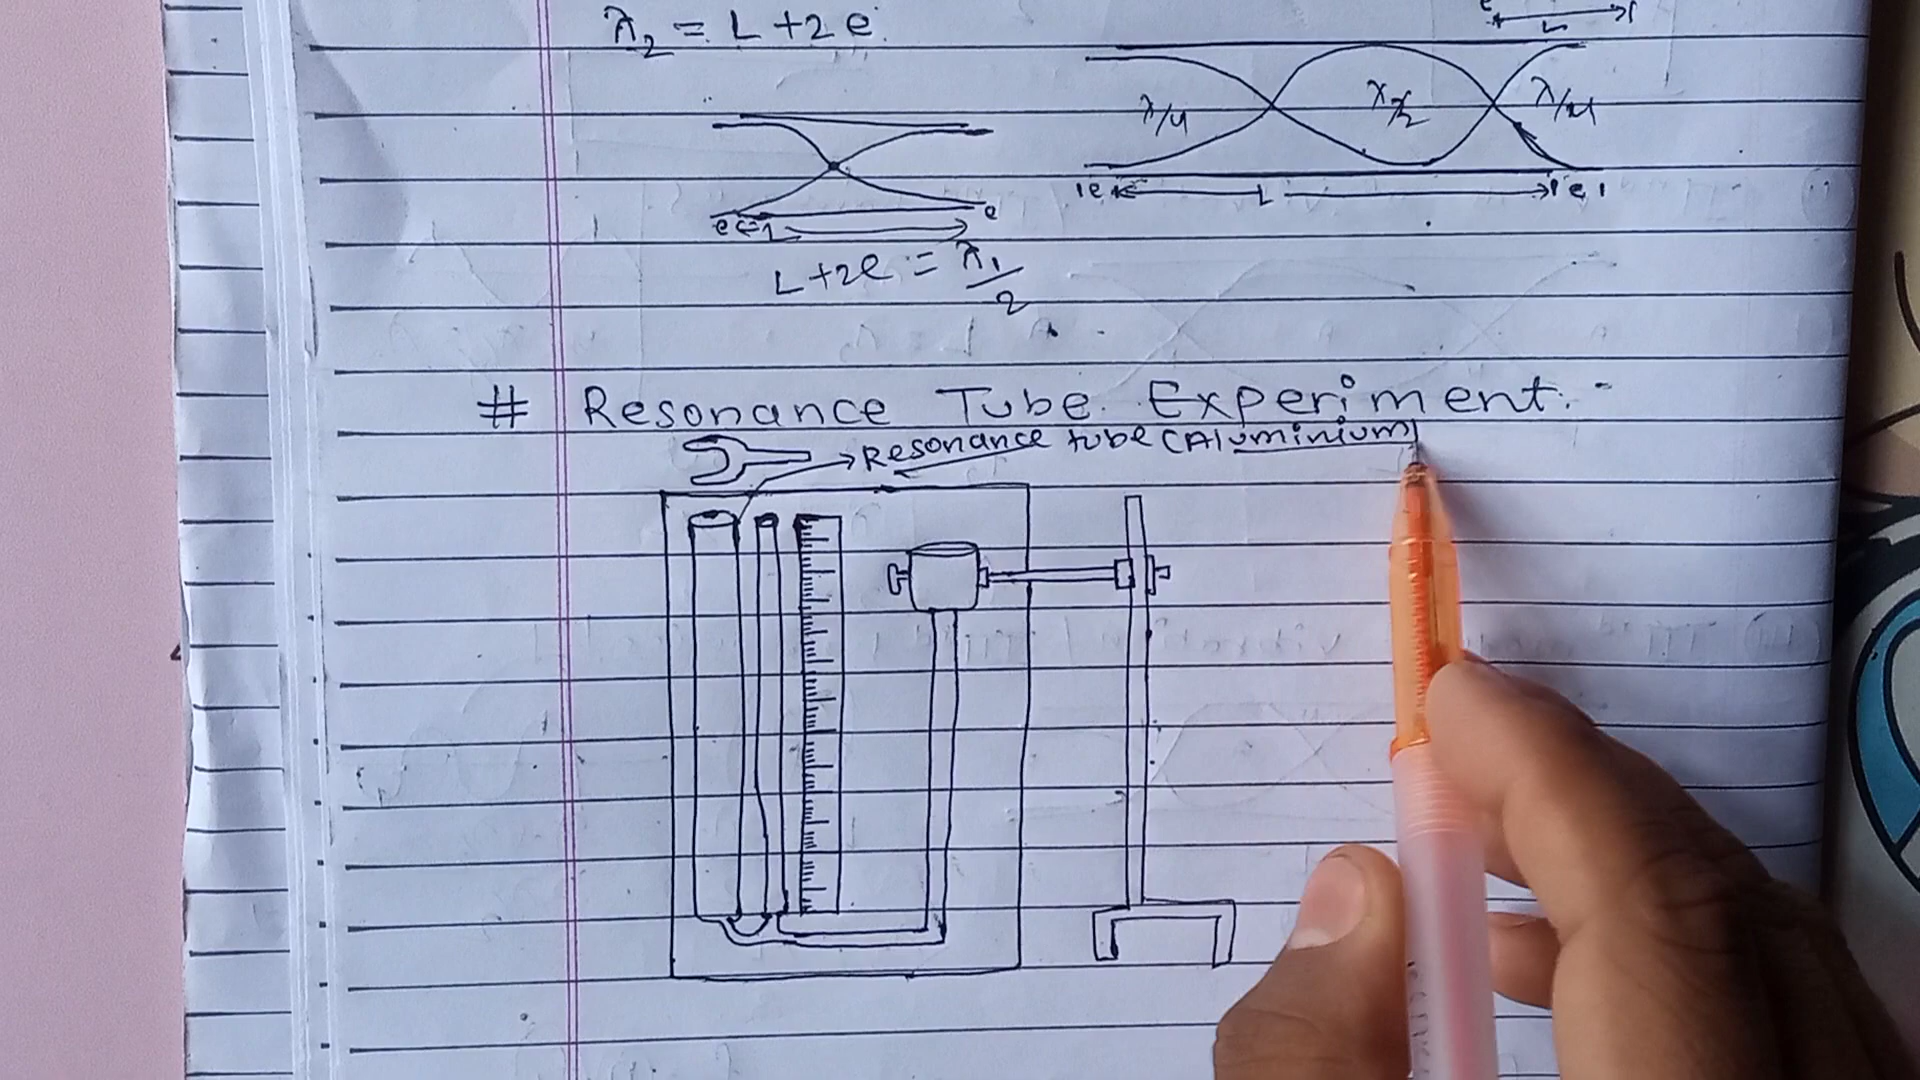 λ₂ = L + 2e
e L
λ/4 λ/2 λ/4
e L e
e L e
L + 2e = λ₁/2
# Resonance Tube Experiment:-
Resonance tube (Aluminium)